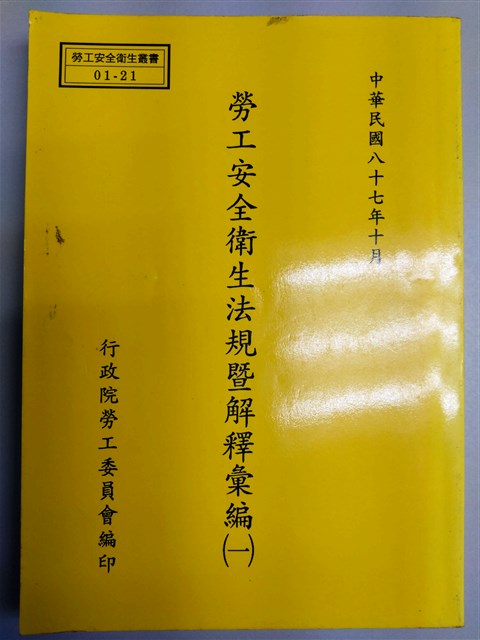 勞工安全衛生叢書
01-21
中華民國八十七年十月
勞工安全衛生法規暨解釋彙編(一)
行政院勞工委員會編印